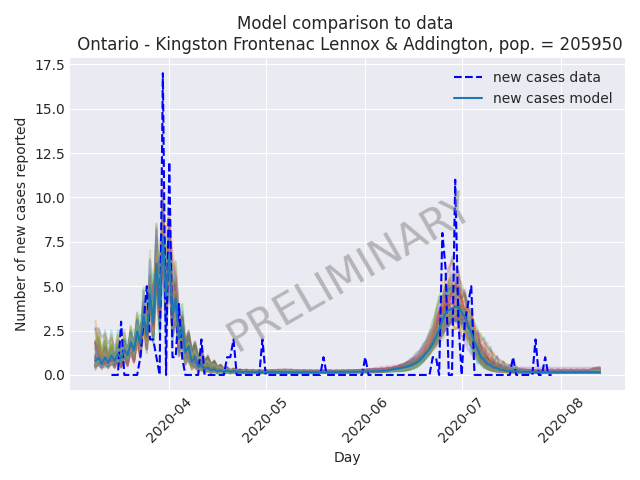 Model comparison to data
Ontario - Kingston Frontenac Lennox & Addington, pop. = 205950
new cases data
new cases model
Number of new cases reported
17.5
15.0
12.5
10.0
7.5
5.0
2.5
0.0
PRELIMINARY
2020-04
2020-05
2020-06
2020-07
2020-08
Day